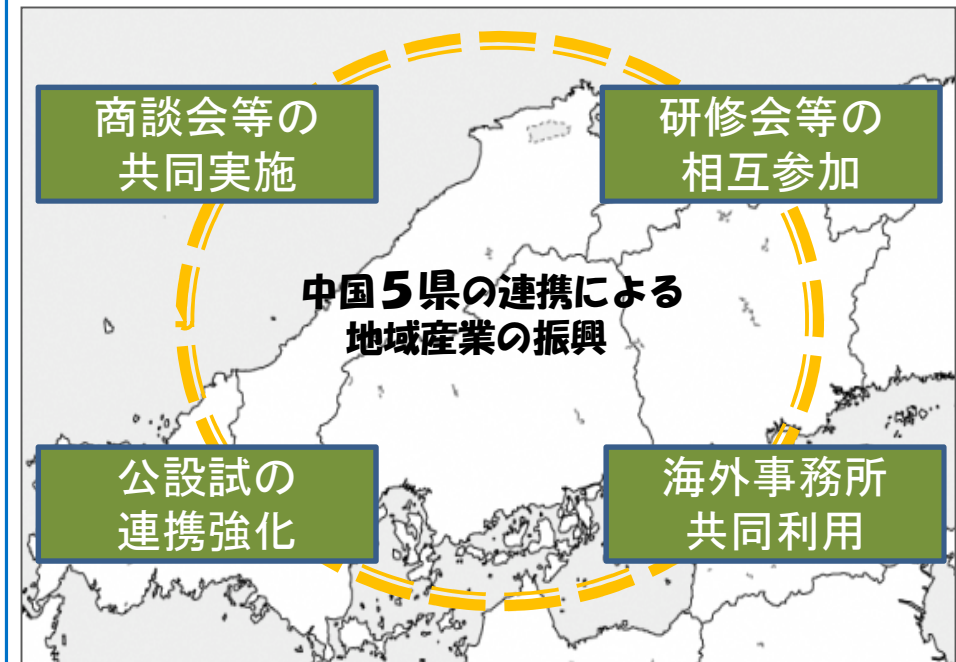 商談会等の
共同実施
研修会等の
相互参加
中国5県の連携による
地域産業の振興
公設試の
連携強化
海外事務所
共同利用